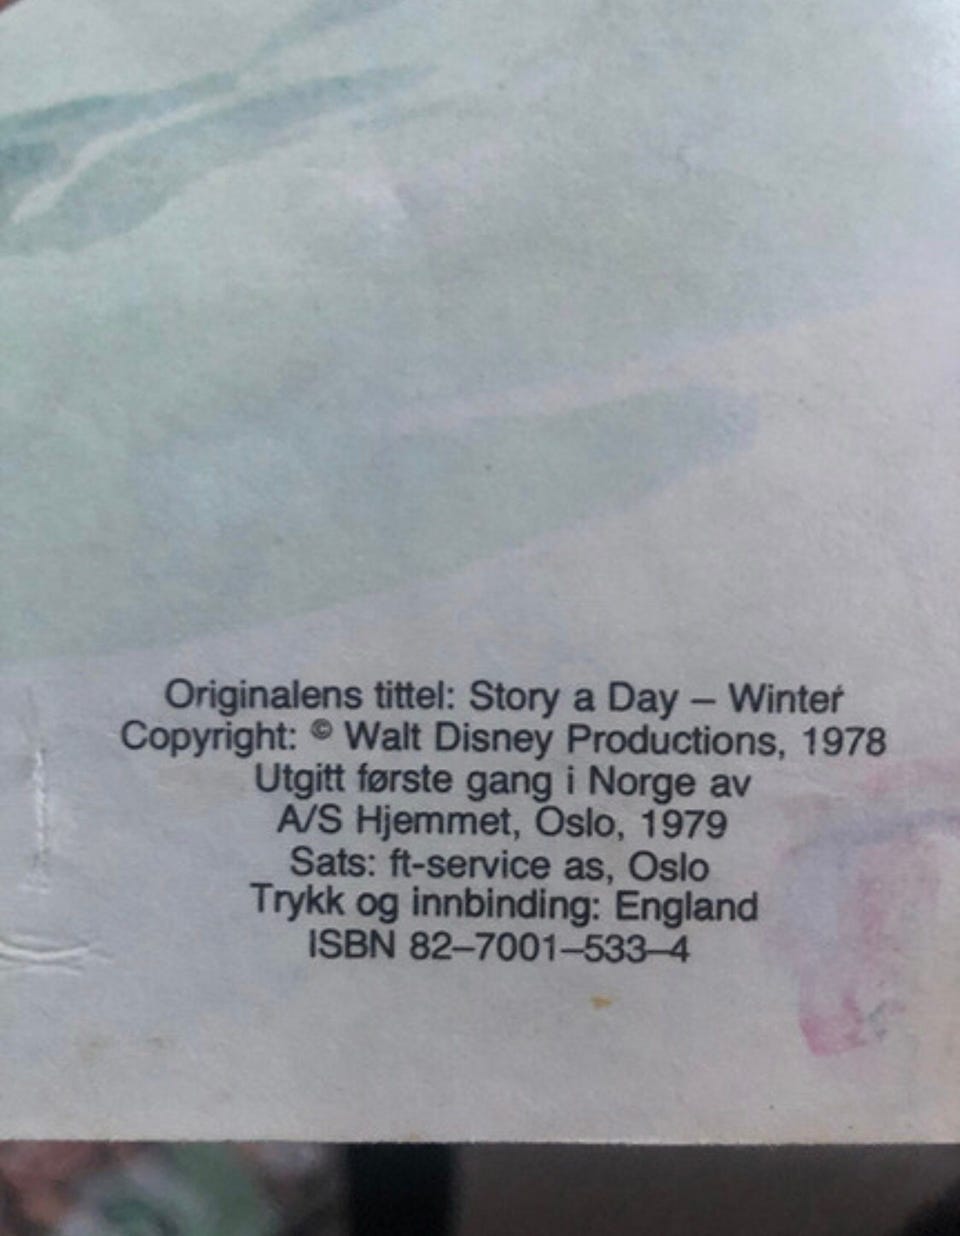 Originalens tittel: Story a Day – Winter
Copyright: © Walt Disney Productions, 1978
Utgitt første gang i Norge av
A/S Hjemmet, Oslo, 1979
Sats: ft-service as, Oslo
Trykk og innbinding: England
ISBN 82–7001–533–4